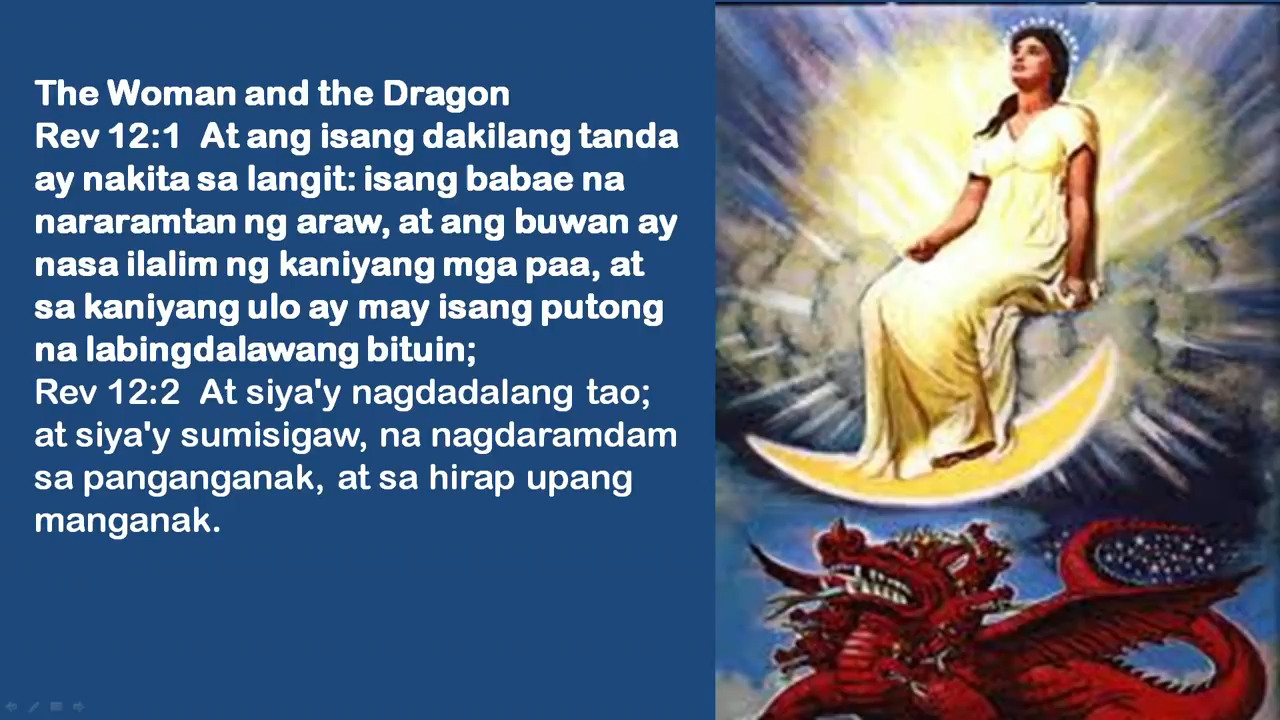 The Woman and the Dragon
Rev 12:1  At ang isang dakilang tanda
ay nakita sa langit: isang babae na
nararamtan ng araw, at ang buwan ay
nasa ilalim ng kaniyang mga paa, at
sa kaniyang ulo ay may isang putong
na labingdalawang bituin;
Rev 12:2  At siya'y nagdadalang tao;
at siya'y sumisigaw, na nagdaramdam
sa panganganak, at sa hirap upang
manganak.